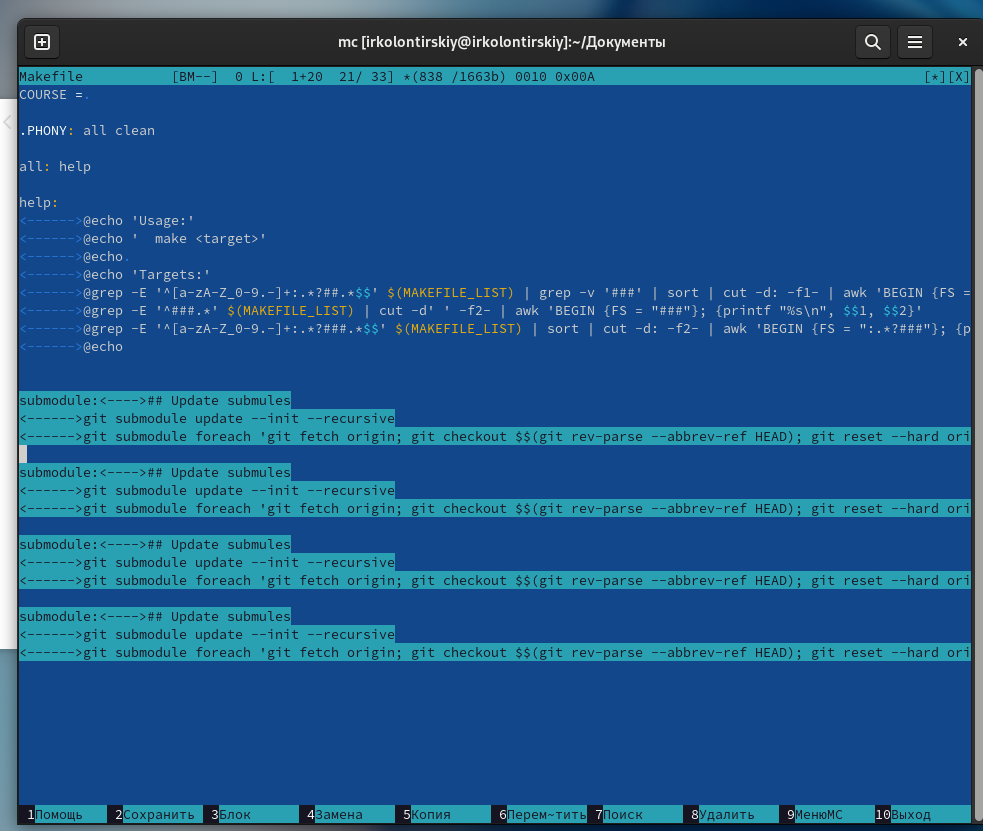 mc [irkolontirskiy@irkolontirskiy]:~/Документы
Makefile [BM--] 0 L:[ 1+20 21/ 33] *(838 /1663b) 0010 0x00A [*][X]
COURSE =.
.PHONY: all clean
all: help
help:
<------>@echo 'Usage:'
<------>@echo '  make <target>'
<------>@echo.
<------>@echo 'Targets:'
<------>@grep -E '^[a-zA-Z_0-9.-]+:.*?##.*$$' $(MAKEFILE_LIST) | grep -v '###' | sort | cut -d: -f1- | awk 'BEGIN {FS =
<------>@grep -E '^###.*' $(MAKEFILE_LIST) | cut -d' ' -f2- | awk 'BEGIN {FS = "###"}; {printf "%s\n", $$1, $$2}'
<------>@grep -E '^[a-zA-Z_0-9.-]+:.*?###.*$$' $(MAKEFILE_LIST) | sort | cut -d: -f2- | awk 'BEGIN {FS = ":.*?###"}; {p
<------>@echo
submodule:<---->## Update submules
<------>git submodule update --init --recursive
<------>git submodule foreach 'git fetch origin; git checkout $$(git rev-parse --abbrev-ref HEAD); git reset --hard ori
submodule:<---->## Update submules
<------>git submodule update --init --recursive
<------>git submodule foreach 'git fetch origin; git checkout $$(git rev-parse --abbrev-ref HEAD); git reset --hard ori
submodule:<---->## Update submules
<------>git submodule update --init --recursive
<------>git submodule foreach 'git fetch origin; git checkout $$(git rev-parse --abbrev-ref HEAD); git reset --hard ori
submodule:<---->## Update submules
<------>git submodule update --init --recursive
<------>git submodule foreach 'git fetch origin; git checkout $$(git rev-parse --abbrev-ref HEAD); git reset --hard ori
1Помощь 2Сохранить 3Блок 4Замена 5Копия 6Перем~тить 7Поиск 8Удалить 9МенюMC 10Выход